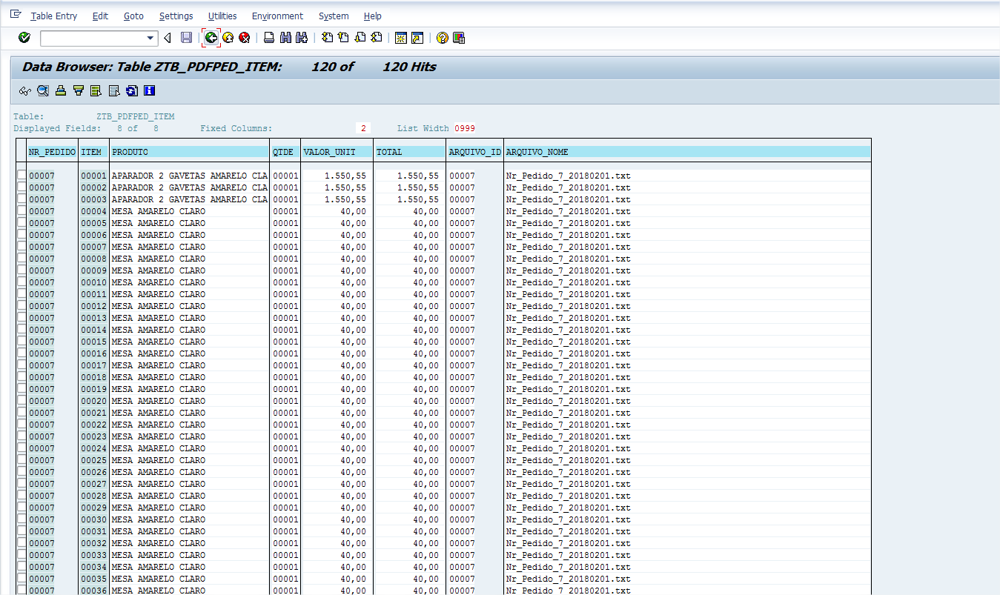 Table Entry Edit Goto Settings Utilities Environment System Help
Data Browser: Table ZTB_PDFPED_ITEM: 120 of 120 Hits
Table: ZTB_PDFPED_ITEM
Displayed Fields: 8 of 8 Fixed Columns: 2 List Width 0999
NR_PEDIDO ITEM PRODUTO QTDE VALOR_UNIT TOTAL ARQUIVO_ID ARQUIVO_NOME
00007 00001 APARADOR 2 GAVETAS AMARELO CLA 00001 1.550,55 1.550,55 00007 Nr_Pedido_7_20180201.txt
00007 00002 APARADOR 2 GAVETAS AMARELO CLA 00001 1.550,55 1.550,55 00007 Nr_Pedido_7_20180201.txt
00007 00003 APARADOR 2 GAVETAS AMARELO CLA 00001 1.550,55 1.550,55 00007 Nr_Pedido_7_20180201.txt
00007 00004 MESA AMARELO CLARO 00001 40,00 40,00 00007 Nr_Pedido_7_20180201.txt
00007 00005 MESA AMARELO CLARO 00001 40,00 40,00 00007 Nr_Pedido_7_20180201.txt
00007 00006 MESA AMARELO CLARO 00001 40,00 40,00 00007 Nr_Pedido_7_20180201.txt
00007 00007 MESA AMARELO CLARO 00001 40,00 40,00 00007 Nr_Pedido_7_20180201.txt
00007 00008 MESA AMARELO CLARO 00001 40,00 40,00 00007 Nr_Pedido_7_20180201.txt
00007 00009 MESA AMARELO CLARO 00001 40,00 40,00 00007 Nr_Pedido_7_20180201.txt
00007 00010 MESA AMARELO CLARO 00001 40,00 40,00 00007 Nr_Pedido_7_20180201.txt
00007 00011 MESA AMARELO CLARO 00001 40,00 40,00 00007 Nr_Pedido_7_20180201.txt
00007 00012 MESA AMARELO CLARO 00001 40,00 40,00 00007 Nr_Pedido_7_20180201.txt
00007 00013 MESA AMARELO CLARO 00001 40,00 40,00 00007 Nr_Pedido_7_20180201.txt
00007 00014 MESA AMARELO CLARO 00001 40,00 40,00 00007 Nr_Pedido_7_20180201.txt
00007 00015 MESA AMARELO CLARO 00001 40,00 40,00 00007 Nr_Pedido_7_20180201.txt
00007 00016 MESA AMARELO CLARO 00001 40,00 40,00 00007 Nr_Pedido_7_20180201.txt
00007 00017 MESA AMARELO CLARO 00001 40,00 40,00 00007 Nr_Pedido_7_20180201.txt
00007 00018 MESA AMARELO CLARO 00001 40,00 40,00 00007 Nr_Pedido_7_20180201.txt
00007 00019 MESA AMARELO CLARO 00001 40,00 40,00 00007 Nr_Pedido_7_20180201.txt
00007 00020 MESA AMARELO CLARO 00001 40,00 40,00 00007 Nr_Pedido_7_20180201.txt
00007 00021 MESA AMARELO CLARO 00001 40,00 40,00 00007 Nr_Pedido_7_20180201.txt
00007 00022 MESA AMARELO CLARO 00001 40,00 40,00 00007 Nr_Pedido_7_20180201.txt
00007 00023 MESA AMARELO CLARO 00001 40,00 40,00 00007 Nr_Pedido_7_20180201.txt
00007 00024 MESA AMARELO CLARO 00001 40,00 40,00 00007 Nr_Pedido_7_20180201.txt
00007 00025 MESA AMARELO CLARO 00001 40,00 40,00 00007 Nr_Pedido_7_20180201.txt
00007 00026 MESA AMARELO CLARO 00001 40,00 40,00 00007 Nr_Pedido_7_20180201.txt
00007 00027 MESA AMARELO CLARO 00001 40,00 40,00 00007 Nr_Pedido_7_20180201.txt
00007 00028 MESA AMARELO CLARO 00001 40,00 40,00 00007 Nr_Pedido_7_20180201.txt
00007 00029 MESA AMARELO CLARO 00001 40,00 40,00 00007 Nr_Pedido_7_20180201.txt
00007 00030 MESA AMARELO CLARO 00001 40,00 40,00 00007 Nr_Pedido_7_20180201.txt
00007 00031 MESA AMARELO CLARO 00001 40,00 40,00 00007 Nr_Pedido_7_20180201.txt
00007 00032 MESA AMARELO CLARO 00001 40,00 40,00 00007 Nr_Pedido_7_20180201.txt
00007 00033 MESA AMARELO CLARO 00001 40,00 40,00 00007 Nr_Pedido_7_20180201.txt
00007 00034 MESA AMARELO CLARO 00001 40,00 40,00 00007 Nr_Pedido_7_20180201.txt
00007 00035 MESA AMARELO CLARO 00001 40,00 40,00 00007 Nr_Pedido_7_20180201.txt
00007 00036 MESA AMARELO CLARO 00001 40,00 40,00 00007 Nr_Pedido_7_20180201.txt